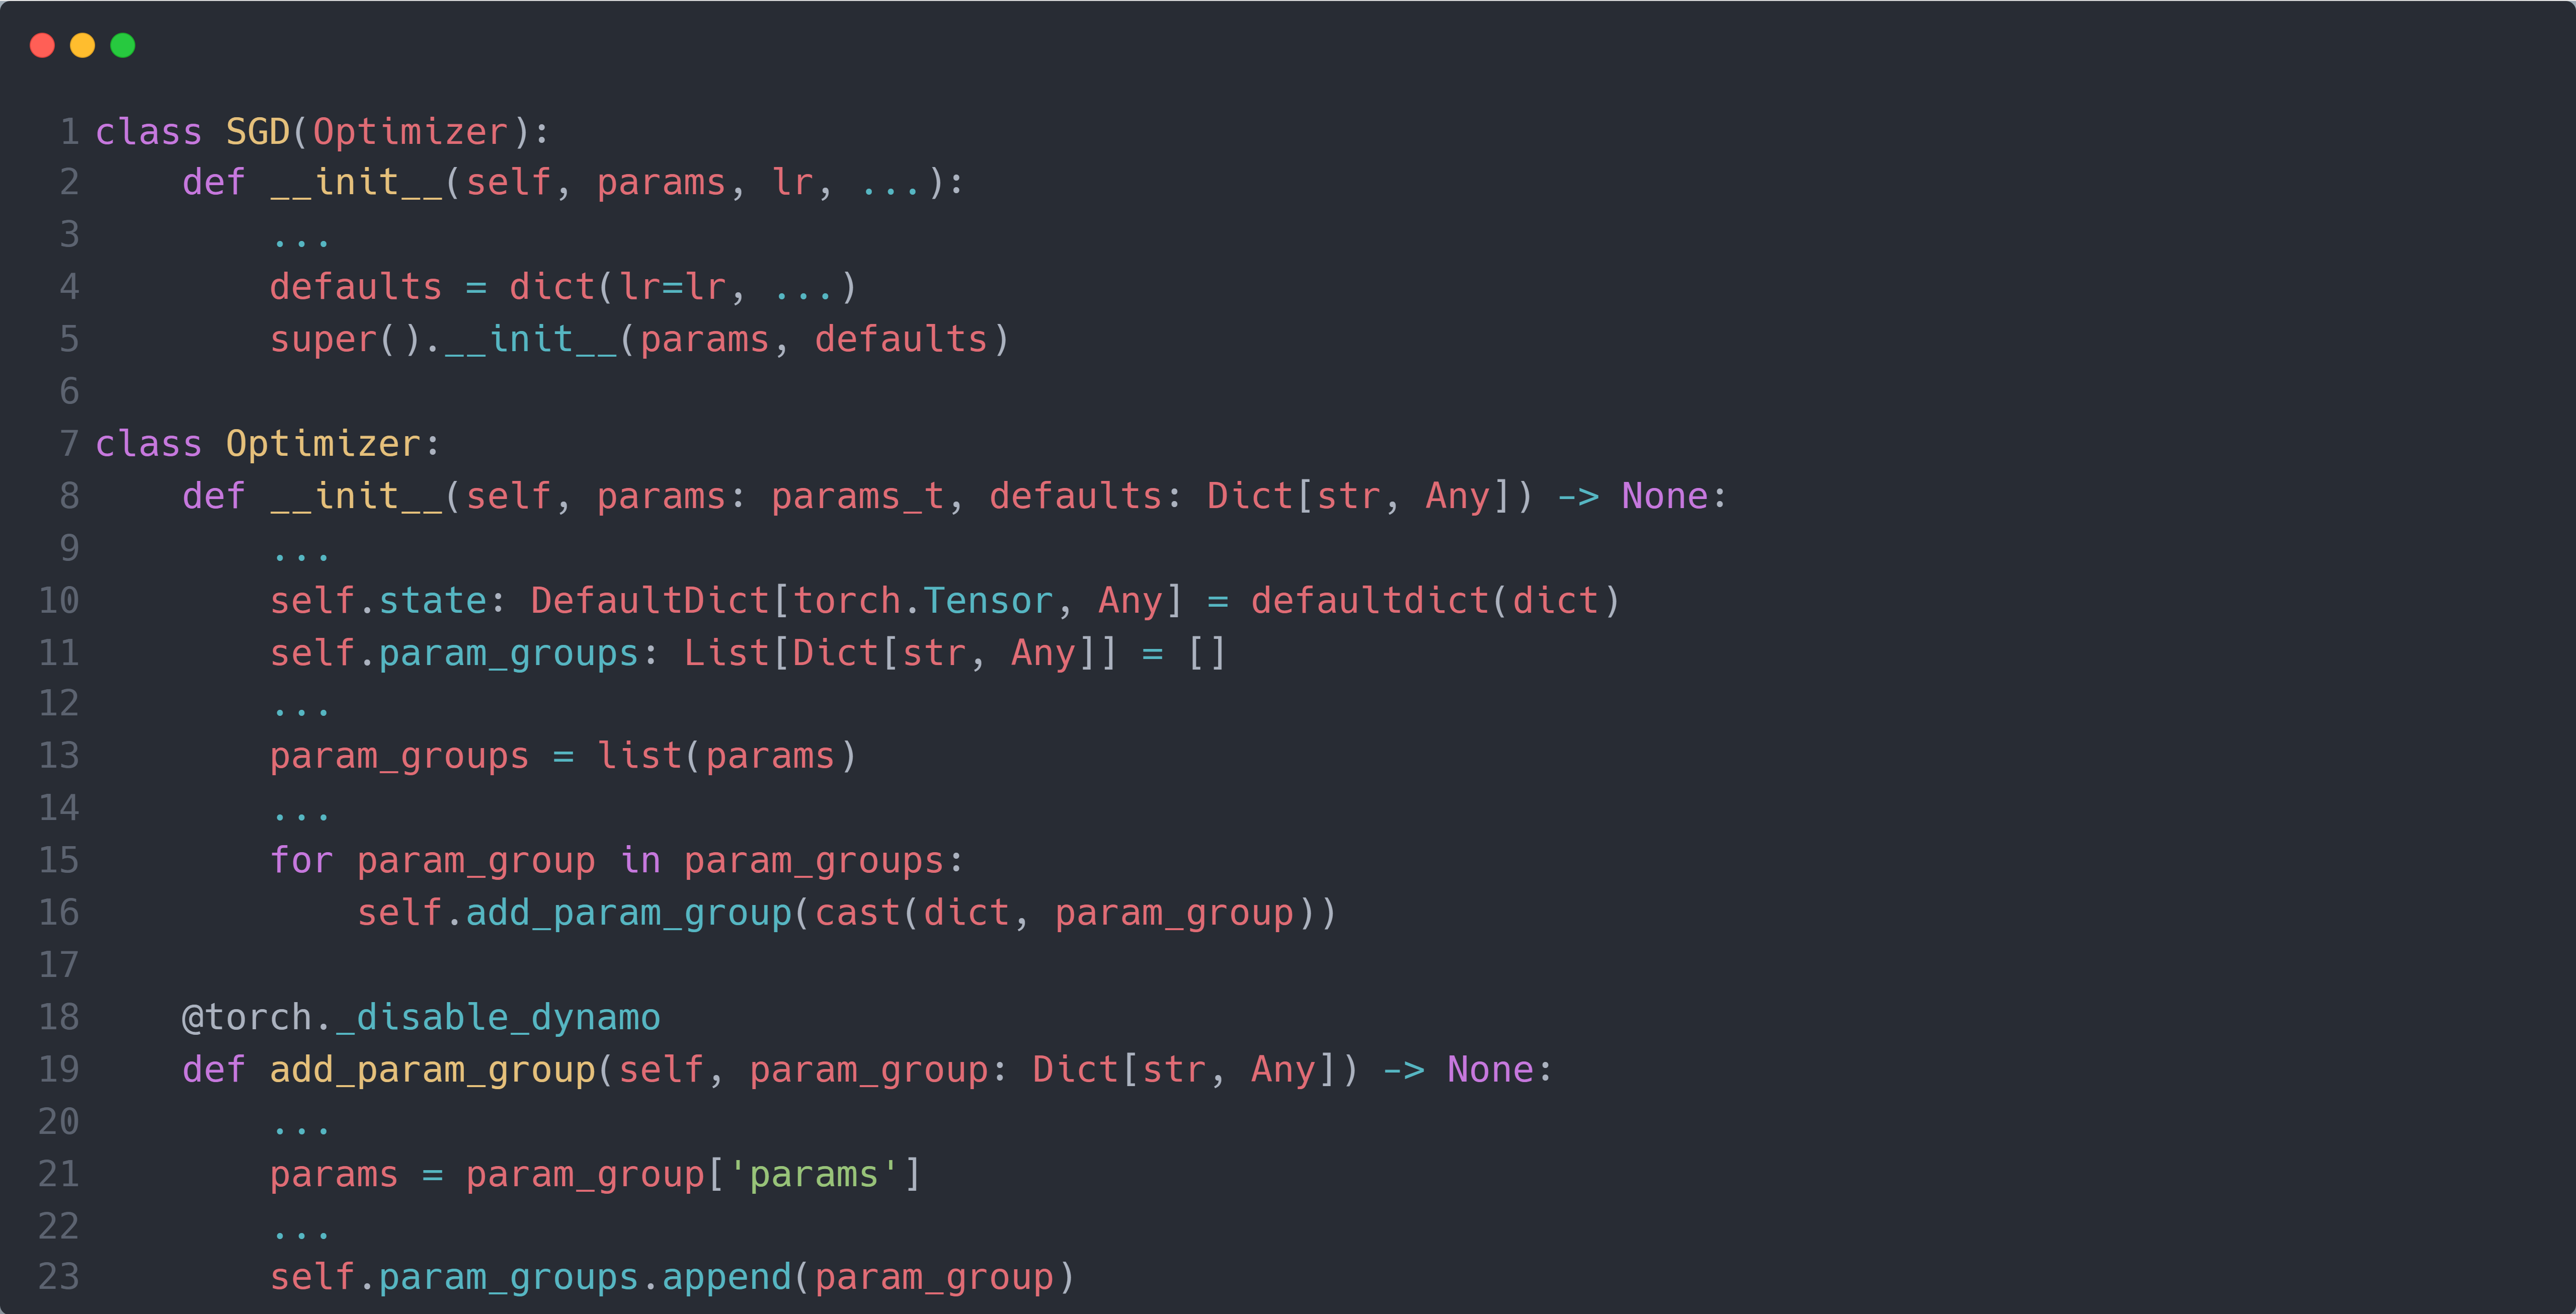 1 class SGD(Optimizer):
2     def __init__(self, params, lr, ...):
3         ...
4         defaults = dict(lr=lr, ...)
5         super().__init__(params, defaults)
6
7 class Optimizer:
8     def __init__(self, params: params_t, defaults: Dict[str, Any]) -> None:
9         ...
10         self.state: DefaultDict[torch.Tensor, Any] = defaultdict(dict)
11         self.param_groups: List[Dict[str, Any]] = []
12         ...
13         param_groups = list(params)
14         ...
15         for param_group in param_groups:
16             self.add_param_group(cast(dict, param_group))
17
18     @torch._disable_dynamo
19     def add_param_group(self, param_group: Dict[str, Any]) -> None:
20         ...
21         params = param_group['params']
22         ...
23         self.param_groups.append(param_group)